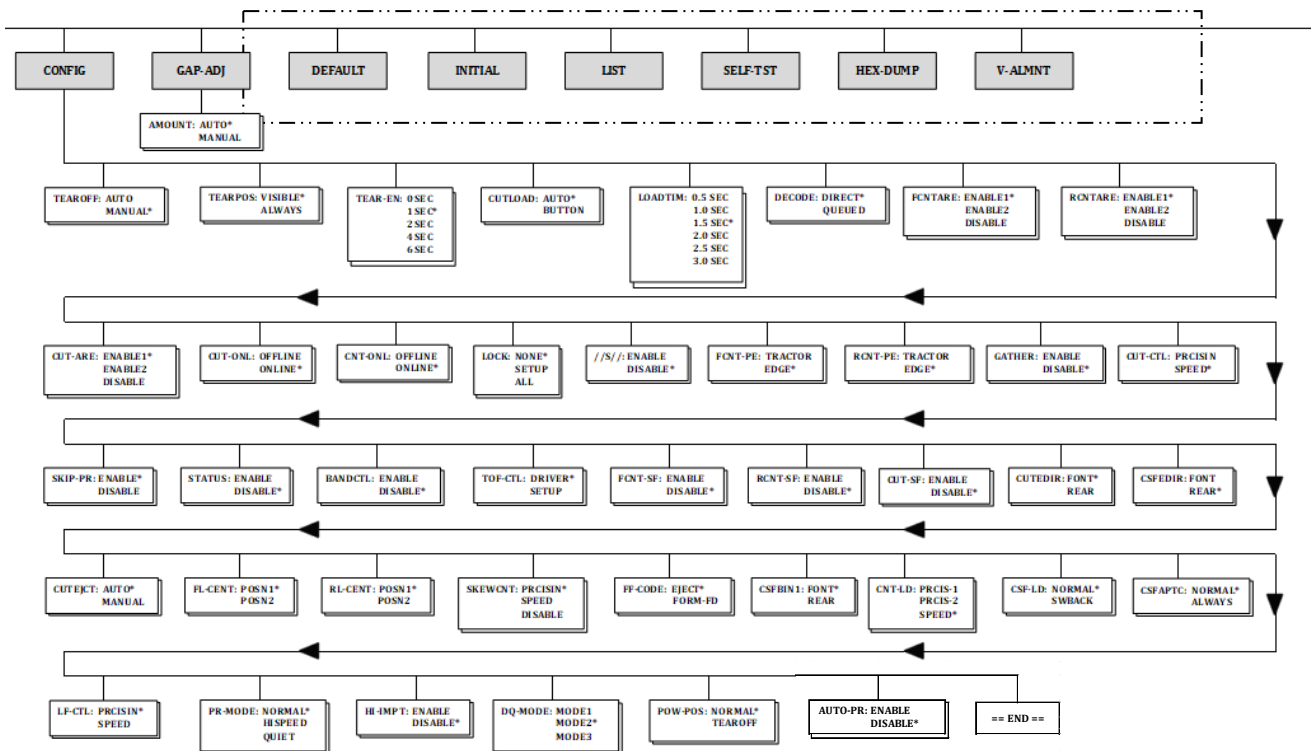 CONFIG
GAP-ADJ
DEFAULT
INITIAL
LIST
SELF-TST
HEX-DUMP
V-ALMNT
AMOUNT: AUTO*
MANUAL
TEAROFF: AUTO
MANUAL*
TEARPOS: VISIBLE*
ALWAYS
TEAR-EN: 0SEC
1 SEC*
2 SEC
4 SEC
6 SEC
CUTLOAD: AUTO*
BUTTON
LOADTIM: 0.5 SEC
1.0 SEC
1.5 SEC*
2.0 SEC
2.5 SEC
3.0 SEC
DECODE: DIRECT*
QUEUED
FCNTARE: ENABLE1*
ENABLE2
DISABLE
RCNTARE: ENABLE1*
ENABLE2
DISABLE
CUT-ARE: ENABLE1*
ENABLE2
DISABLE
CUT-ONL: OFFLINE
ONLINE*
CNT-ONL: OFFLINE
ONLINE*
LOCK: NONE*
SETUP
ALL
//S//: ENABLE
DISABLE*
FCNT-PE: TRACTOR
EDGE*
RCNT-PE: TRACTOR
EDGE*
GATHER: ENABLE
DISABLE*
CUT-CTL: PRCISIN
SPEED*
SKIP-PR: ENABLE*
DISABLE
STATUS: ENABLE
DISABLE*
BANDCTL: ENABLE
DISABLE*
TOF-CTL: DRIVER*
SETUP
FCNT-SF: ENABLE
DISABLE*
RCNT-SF: ENABLE
DISABLE*
CUT-SF: ENABLE
DISABLE*
CUTEDIR: FONT*
REAR
CSFEDIR: FONT
REAR*
CUTEJCT: AUTO*
MANUAL
FL-CENT: POSN1*
POSN2
RL-CENT: POSN1*
POSN2
SKEWCNT: PRCISIN*
SPEED
DISABLE
FF-CODE: EJECT*
FORM-FD
CSFBIN1: FONT*
REAR
CNT-LD: PRCIS-1
PRCIS-2
SPEED*
CSF-LD: NORMAL*
SWBACK
CSFAPTC: NORMAL*
ALWAYS
LF-CTL: PRCISIN*
SPEED
PR-MODE: NORMAL*
HISPEED
QUIET
HI-IMPT: ENABLE
DISABLE*
DQ-MODE: MODE1
MODE2*
MODE3
POW-POS: NORMAL*
TEAROFF
AUTO-PR: ENABLE
DISABLE*
== END ==